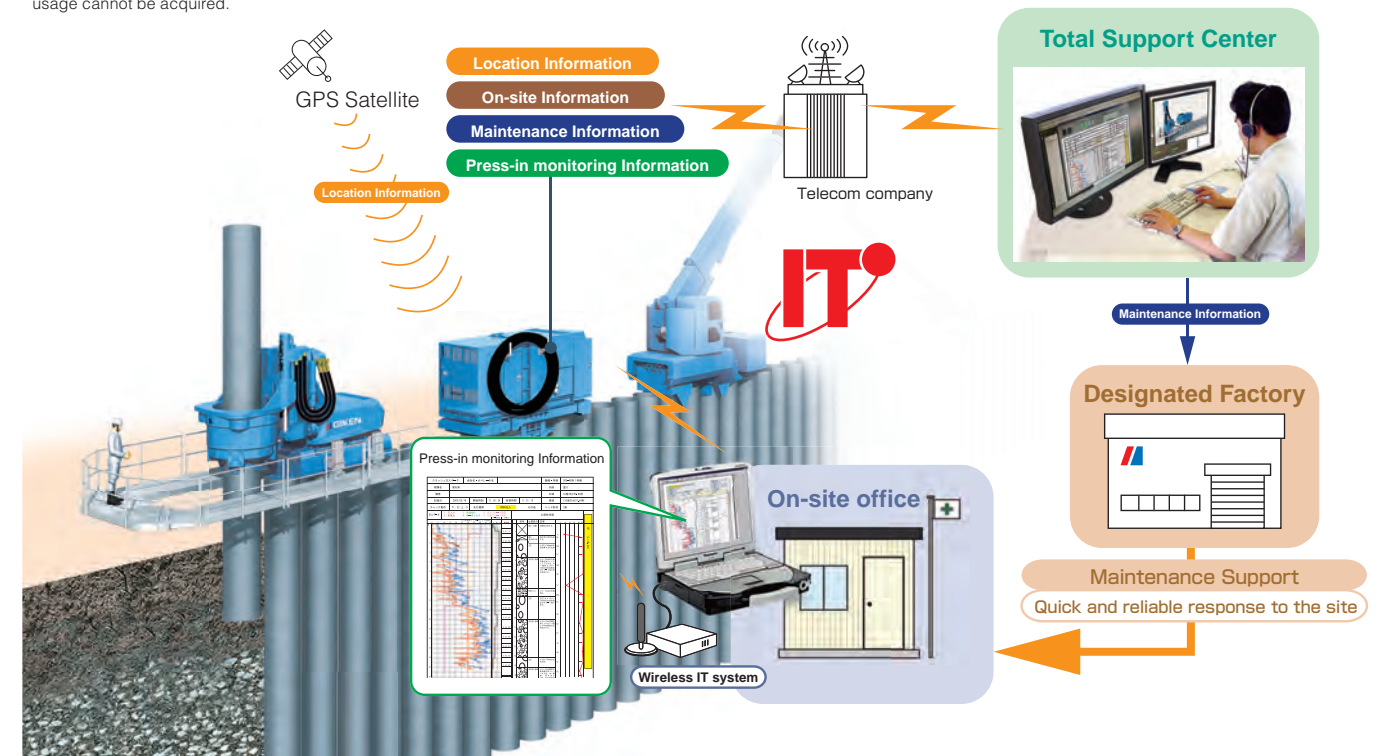 usage cannot be acquired.
Total Support Center
Location Information
On-site Information
GPS Satellite
Maintenance Information
Press-in monitoring Information
Location Information
Telecom company
IT
Maintenance Information
Designated Factory
GIKEN
Press-in monitoring Information
On-site office
Maintenance Support
Quick and reliable response to the site
Wireless IT system